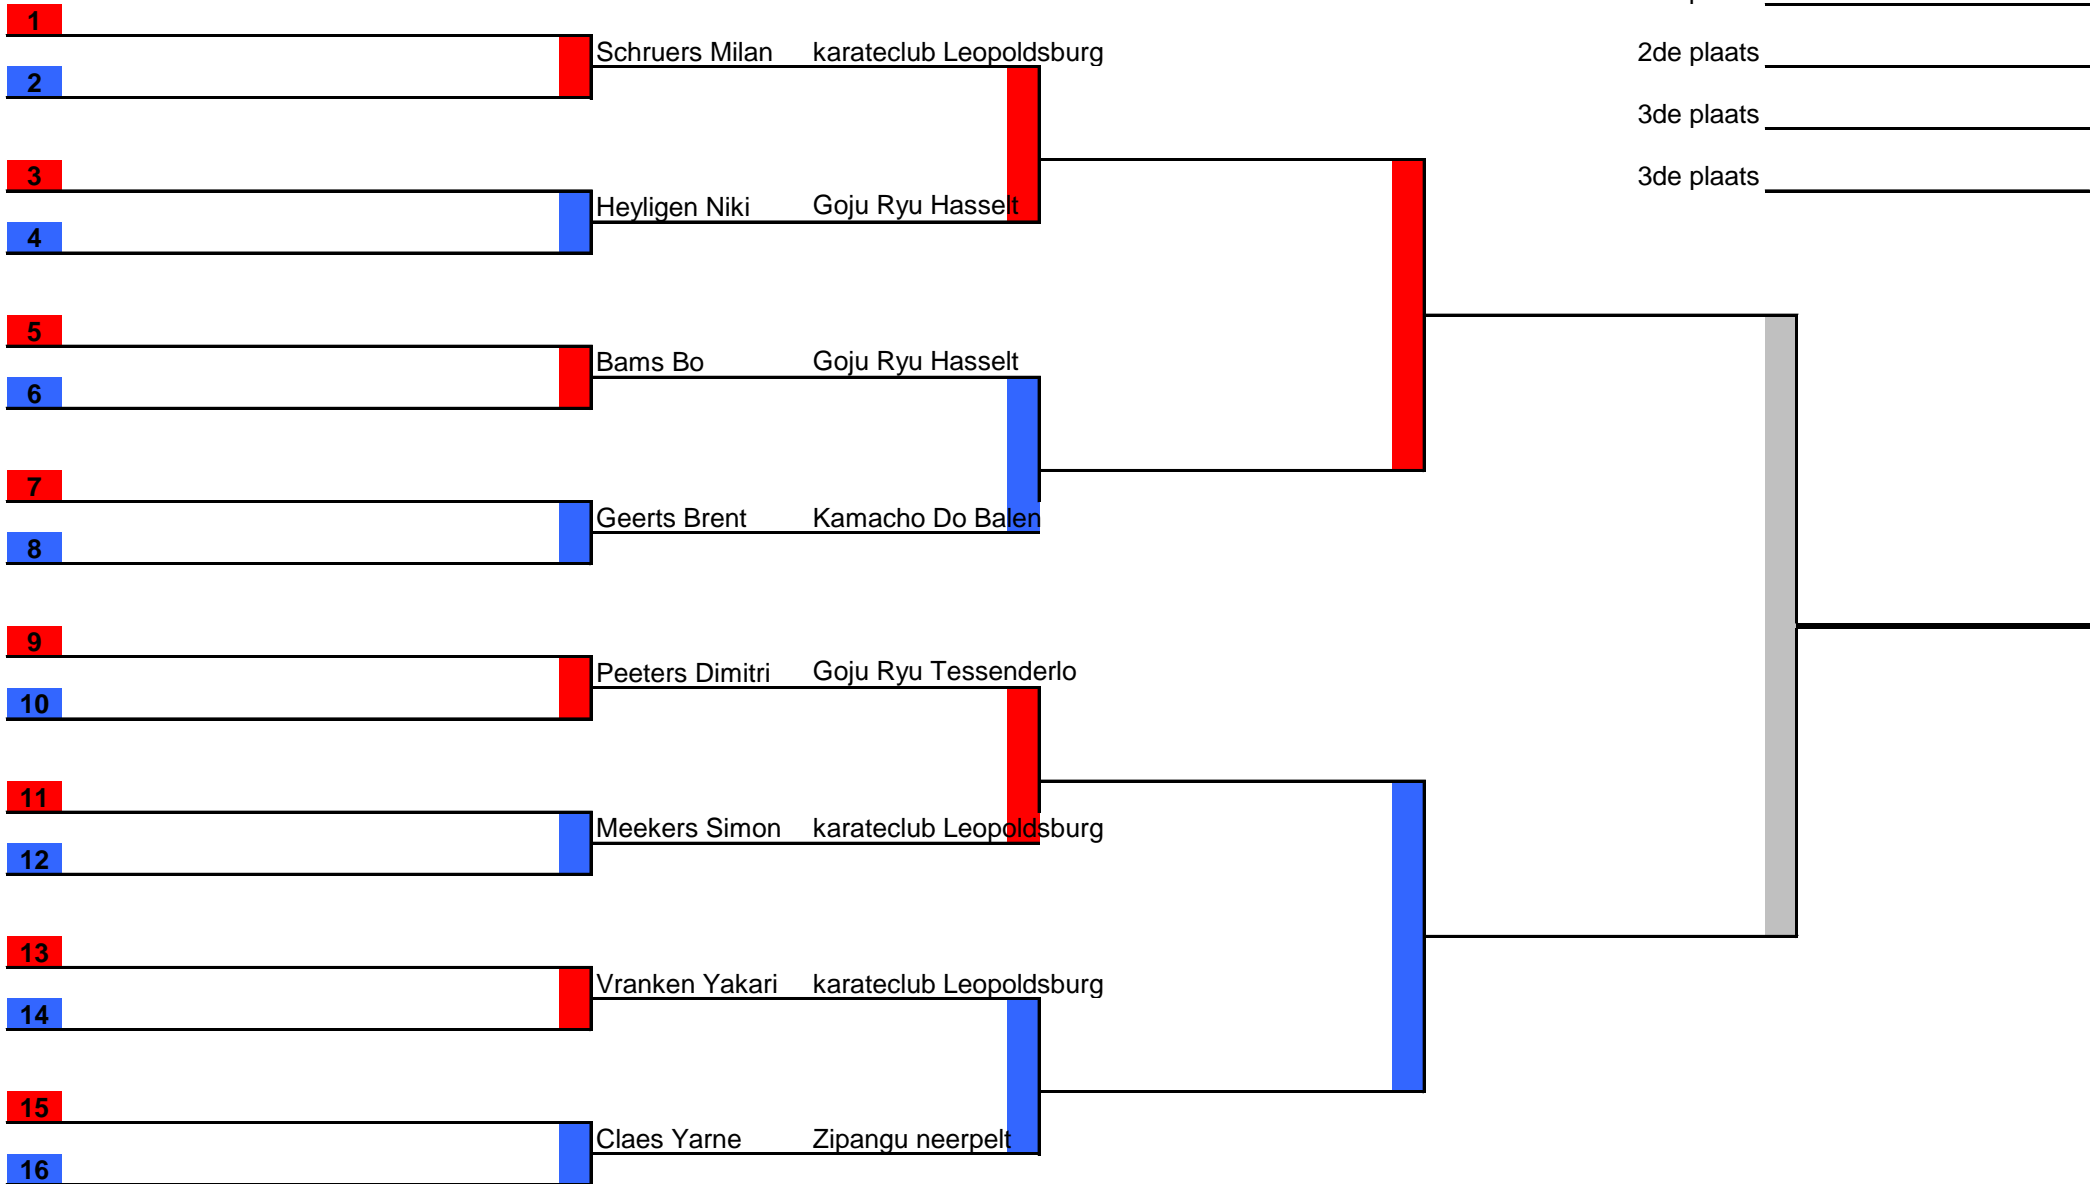 1
Schruers Milan karateclub Leopoldsburg
2de plaats
2
3de plaats
3
3de plaats
Heyligen Niki Goju Ryu Hasselt
4
5
Bams Bo Goju Ryu Hasselt
6
7
Geerts Brent Kamacho Do Balen
8
9
Peeters Dimitri Goju Ryu Tessenderlo
10
11
Meekers Simon karateclub Leopoldsburg
12
13
Vranken Yakari karateclub Leopoldsburg
14
15
Claes Yarne Zipangu neerpelt
16